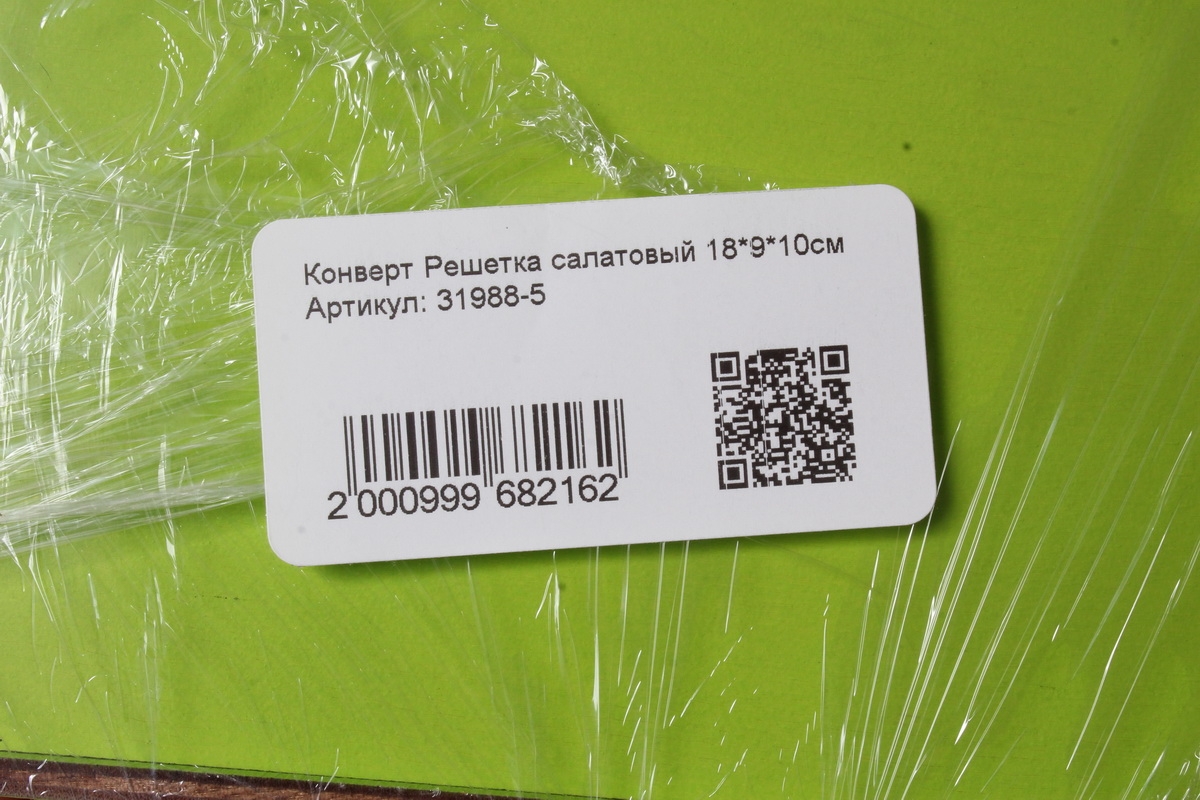 Конверт Решетка салатовый 18*9*10см
Артикул: 31988-5
2 000999 682162